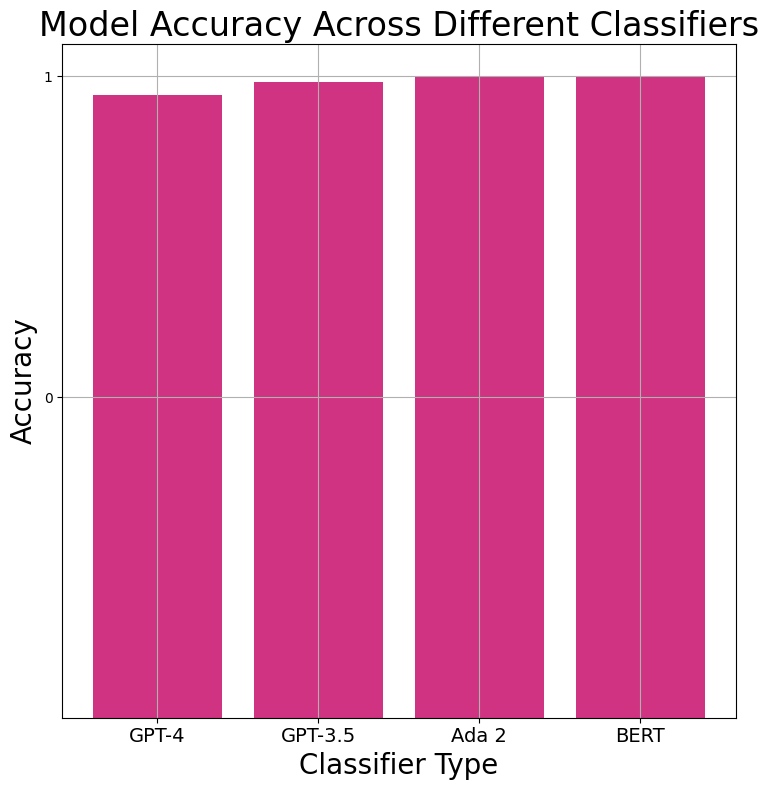 Model Accuracy Across Different Classifiers
1
0
Accuracy
GPT-4 GPT-3.5 Ada 2 BERT
Classifier Type